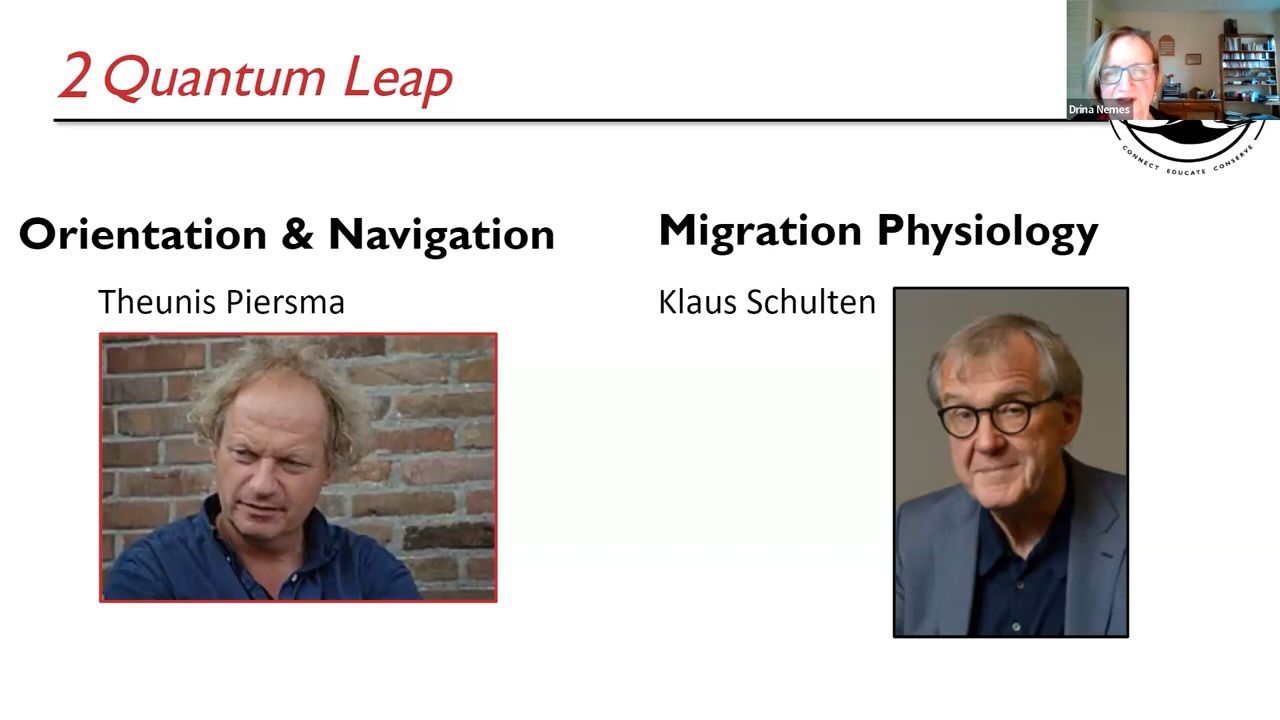 2 Quantum Leap
Drina Nemes
CONNECT EDUCATE CONSERVE
Orientation & Navigation
Theunis Piersma
Migration Physiology
Klaus Schulten